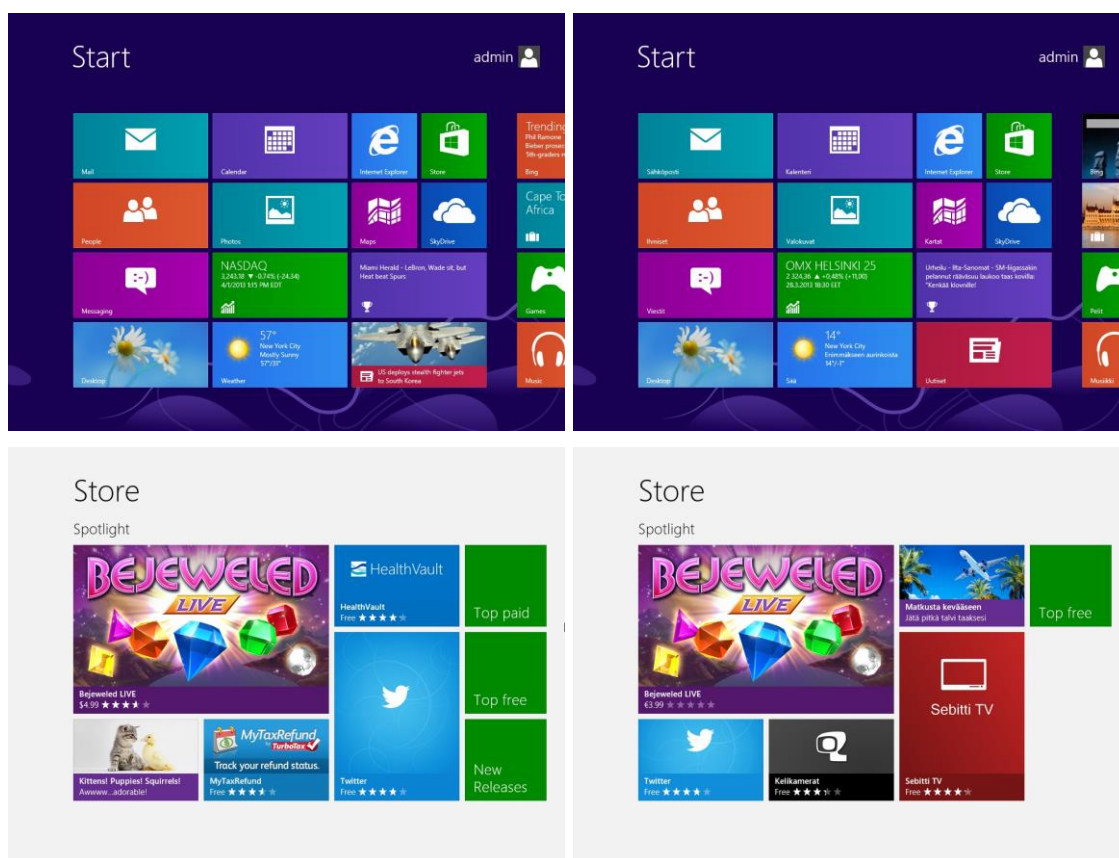 Start
admin
Mail
Calendar
Internet Explorer
Store
Trending
Phil Ramone
Bieber prosec
5th-graders
Bing
People
Photos
Maps
SkyDrive
Cape To
Africa
Messaging
NASDAQ
3,243.18 ▼ -0.74% (-24.34)
4/1/2013 1:15 PM EDT
Miami Herald - LeBron, Wade sit, but
Heat beat Spurs
Games
Desktop
57°
New York City
Mostly Sunny
57°/31°
Weather
US deploys stealth fighter jets
to South Korea
Music
Start
admin
Sähköposti
Kalenteri
Internet Explorer
Store
Bing
Ihmiset
Valokuvat
Kartat
SkyDrive
Viestit
OMX HELSINKI 25
2 324,36 ▲ +0,48% (+11,00)
28.3.2013 18:30 EET
Urheilu - Ilta-Sanomat - SM-liigassakin
pelannut räädsuu laukoo taas kovilla:
"Kenkää klovnille!
Pelit
Desktop
14°
New York City
Enimmäkseen aurinkoista
14°/-1°
Sää
Uutiset
Musiikki
Store
Spotlight
BEJEWELED
LIVE
Bejeweled LIVE
$4.99
HealthVault
HealthVault
Free
Top paid
Top free
New
Releases
Kittens! Puppies! Squirrels!
Awwww...adorable!
MyTaxRefund
by TurboTax
Track your refund status.
MyTaxRefund
Free
Twitter
Free
Store
Spotlight
BEJEWELED
LIVE
Bejeweled LIVE
€3.99
Matkusta kevääseen
Jätä pitkä talvi taaksesi
Top free
Sebitti TV
Twitter
Free
Kelikamerat
Free
Sebitti TV
Free